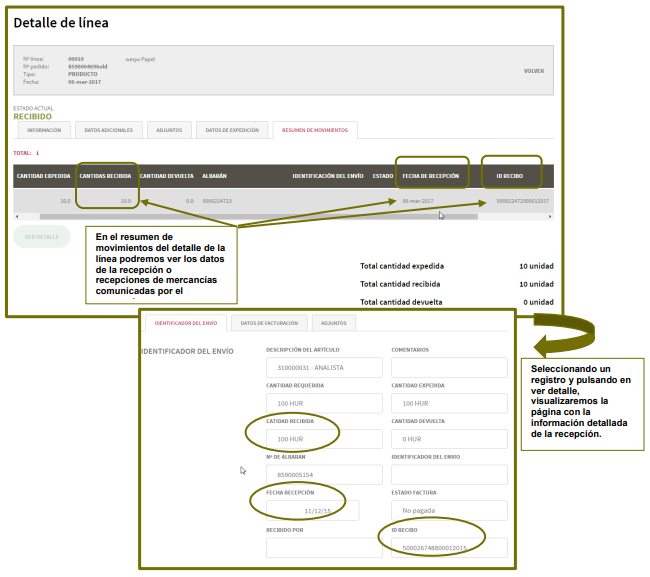 Detalle de línea
Nº línea: 00010 wequ Papel
Nº pedido: 8596004696ald
Tipo: PRODUCTO
Fecha: 06-mar-2017
VOLVER
ESTADO ACTUAL
RECIBIDO
INFORMACIÓN DATOS ADICIONALES ADJUNTOS DATOS DE EXPEDICIÓN RESUMEN DE MOVIMIENTOS
TOTAL: 1
CANTIDAD EXPEDIDA CANTIDAS RECIBIDA CANTIDAD DEVUELTA ALBARÁN IDENTIFICACIÓN DEL ENVÍO ESTADO FECHA DE RECEPCIÓN ID RECIBO
10.0 10.0 0.0 5000224723 06-mar-2017 500022472300012017
VER DETALLE
En el resumen de
movimientos del detalle de la
línea podremos ver los datos
de la recepción o
recepciones de mercancías
comunicadas por el
Total cantidad expedida 10 unidad
Total cantidad recibida 10 unidad
Total cantidad devuelta 0 unidad
IDENTIFICADOR DEL ENVÍO DATOS DE FACTURACIÓN ADJUNTOS
IDENTIFICADOR DEL ENVÍO
DESCRIPCIÓN DEL ARTÍCULO COMENTARIOS
310000031 - ANALISTA
CANTIDAD REQUERIDA CANTIDAD EXPEDIDA
100 HUR 100 HUR
CATIDAD RECIBIDA CANTIDAD DEVUELTA
100 HUR 0 HUR
Nº DE ALBARÁN IDENTIFICADOR DEL ENVIO
8590005154
FECHA RECEPCIÓN ESTADO FACTURA
11/12/15 No pagada
RECIBIDO POR ID RECIBO
500026748800012015
Seleccionando un
registro y pulsando en
ver detalle,
visualizaremos la
página con la
información detallada
de la recepción.